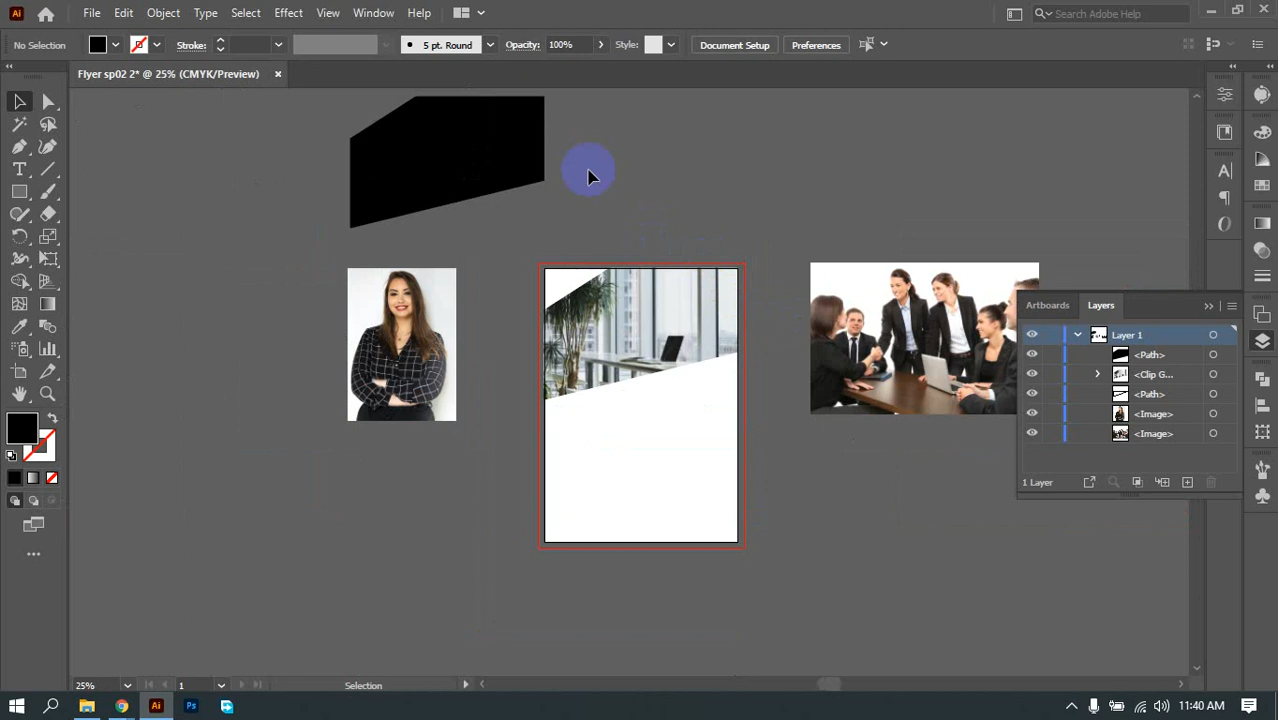 Ai File Edit Object Type Select Effect View Window Help Search Adobe Help
No Selection Stroke: 5 pt. Round Opacity: 100% Style: Document Setup Preferences
Flyer sp02 2* @ 25% (CMYK/Preview)
Artboards Layers
Layer 1
<Path>
<Clip G...
<Path>
<Image>
<Image>
1 Layer
25% 1 Selection
Ai Ps 11:40 AM